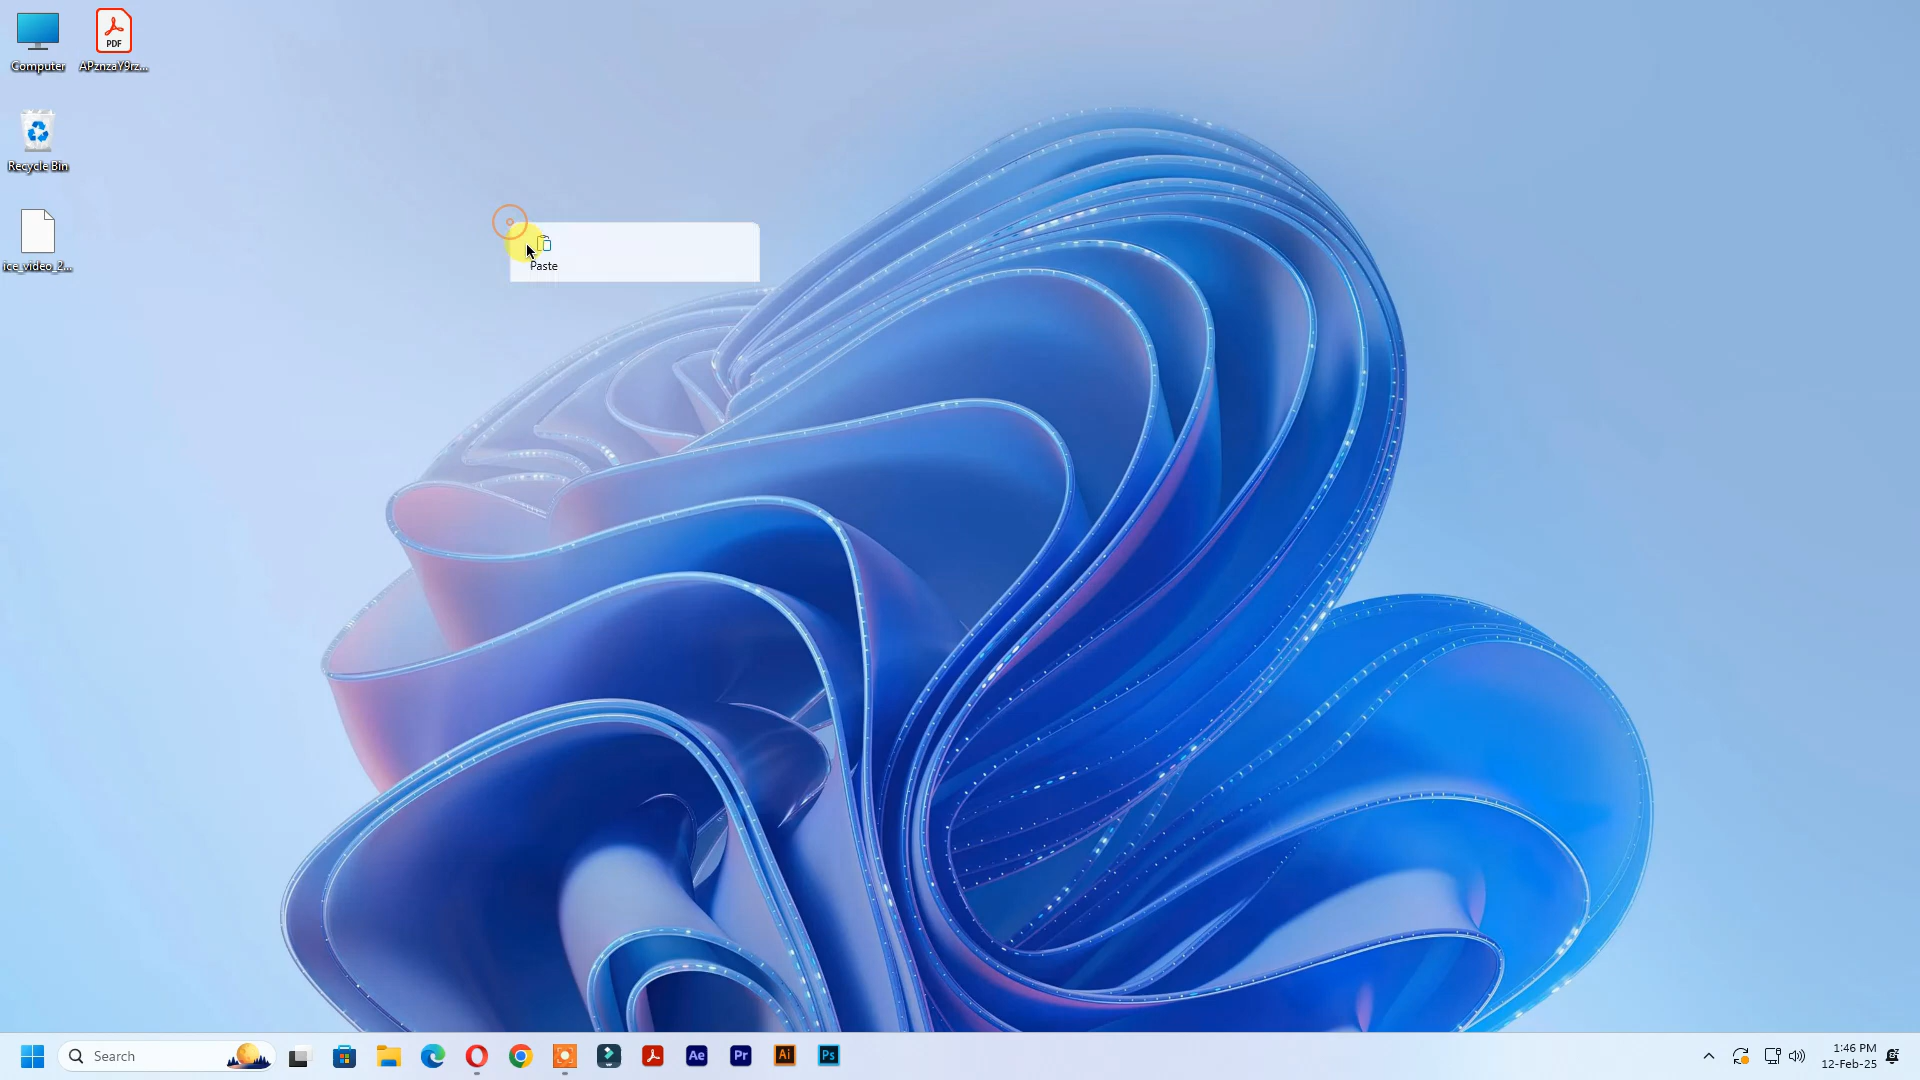 Computer
PDF
APznzaY9rz...
Recycle Bin
ice_video_2...
Paste
Search
Ae
Pr
Ai
Ps
1:46 PM
12-Feb-25